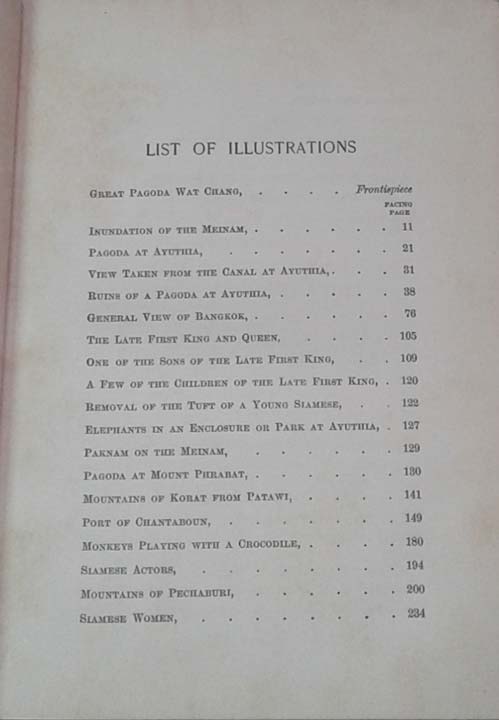 LIST OF ILLUSTRATIONS
GREAT PAGODA WAT CHANG, . . . . Frontispiece
FACING
PAGE
INUNDATION OF THE MEINAM, . . . . . . 11
PAGODA AT AYUTHIA, . . . . . . 21
VIEW TAKEN FROM THE CANAL AT AYUTHIA, . . . 31
RUINS OF A PAGODA AT AYUTHIA, . . . . . 38
GENERAL VIEW OF BANGKOK, . . . . . . 76
THE LATE FIRST KING AND QUEEN, . . . . 105
ONE OF THE SONS OF THE LATE FIRST KING, . . 109
A FEW OF THE CHILDREN OF THE LATE FIRST KING, . 120
REMOVAL OF THE TUFT OF A YOUNG SIAMESE, . . 122
ELEPHANTS IN AN ENCLOSURE OR PARK AT AYUTHIA, . 127
PAKNAM ON THE MEINAM, . . . . . 129
PAGODA AT MOUNT PHRABAT, . . . . . . 130
MOUNTAINS OF KORAT FROM PATAWI, . . . . 141
PORT OF CHANTABOUN, . . . . . . 149
MONKEYS PLAYING WITH A CROCODILE, . . . . 180
SIAMESE ACTORS, . . . . . . . 194
MOUNTAINS OF PECHABURI, . . . . . . 200
SIAMESE WOMEN, . . . . . . . . 234